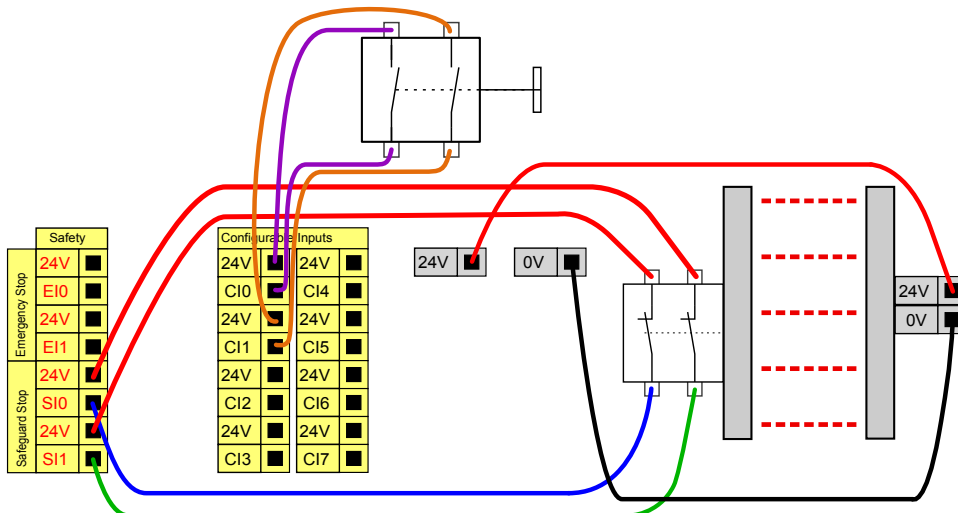 Safety
Emergency Stop
24V
EI0
24V
EI1
Safeguard Stop
24V
SI0
24V
SI1
Configurable Inputs
24V 24V
CI0 CI4
24V 24V
CI1 CI5
24V 24V
CI2 CI6
24V 24V
CI3 CI7
24V
0V
24V
0V